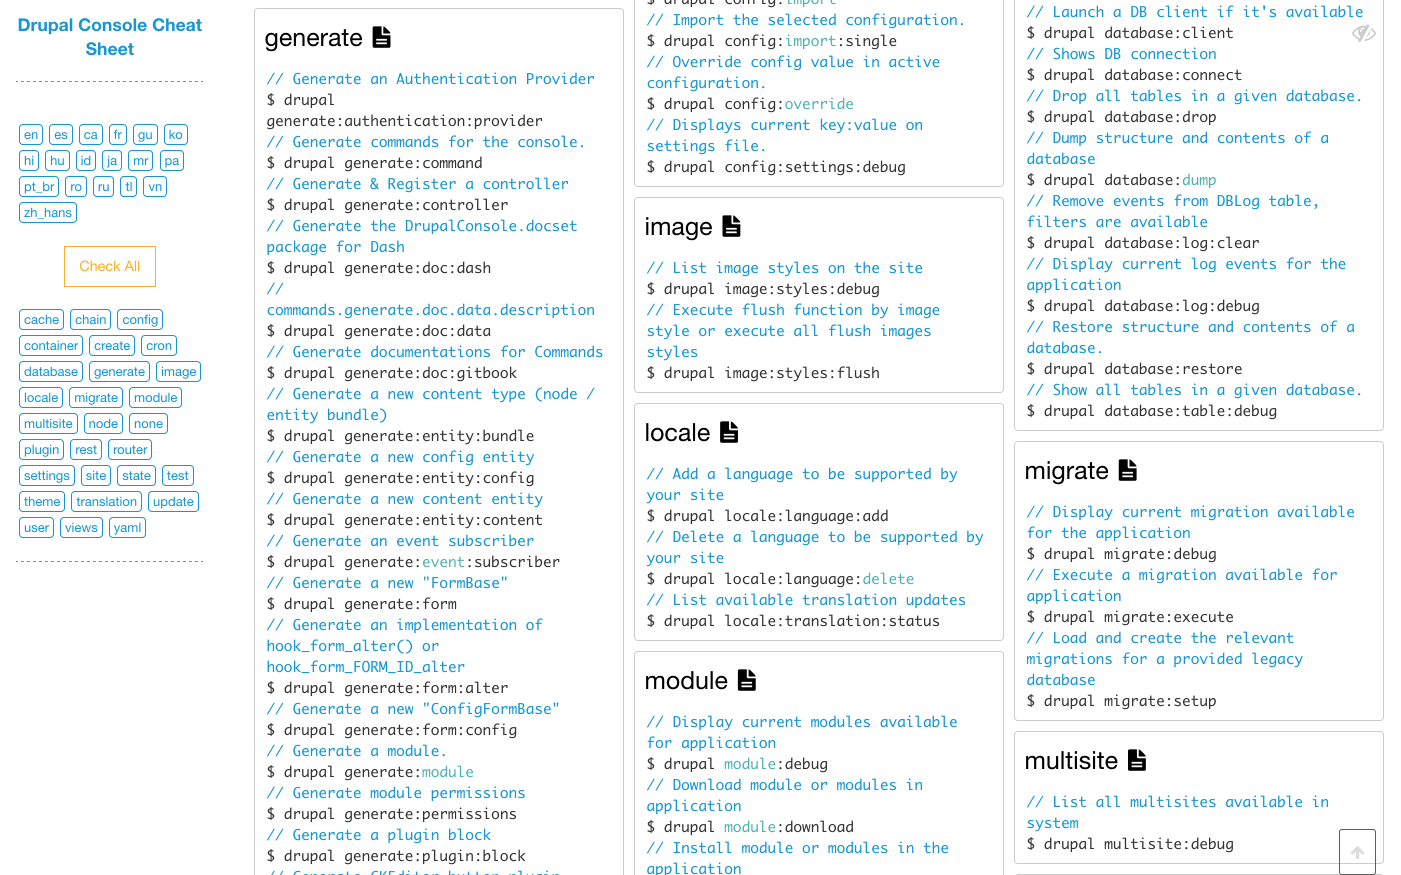 Drupal Console Cheat
Sheet
en es ca fr gu ko
hi hu id ja mr pa
pt_br ro ru tl vn
zh_hans
Check All
cache chain config
container create cron
database generate image
locale migrate module
multisite node none
plugin rest router
settings site state test
theme translation update
user views yaml
generate
// Generate an Authentication Provider
$ drupal
generate:authentication:provider
// Generate commands for the console.
$ drupal generate:command
// Generate & Register a controller
$ drupal generate:controller
// Generate the DrupalConsole.docset
package for Dash
$ drupal generate:doc:dash
//
commands.generate.doc.data.description
$ drupal generate:doc:data
// Generate documentations for Commands
$ drupal generate:doc:gitbook
// Generate a new content type (node /
entity bundle)
$ drupal generate:entity:bundle
// Generate a new config entity
$ drupal generate:entity:config
// Generate a new content entity
$ drupal generate:entity:content
// Generate an event subscriber
$ drupal generate:event:subscriber
// Generate a new "FormBase"
$ drupal generate:form
// Generate an implementation of
hook_form_alter() or
hook_form_FORM_ID_alter
$ drupal generate:form:alter
// Generate a new "ConfigFormBase"
$ drupal generate:form:config
// Generate a module.
$ drupal generate:module
// Generate module permissions
$ drupal generate:permissions
// Generate a plugin block
$ drupal generate:plugin:block
// Generate CKEditor button plugin
$ drupal config:import
// Import the selected configuration.
$ drupal config:import:single
// Override config value in active
configuration.
$ drupal config:override
// Displays current key:value on
settings file.
$ drupal config:settings:debug
image
// List image styles on the site
$ drupal image:styles:debug
// Execute flush function by image
style or execute all flush images
styles
$ drupal image:styles:flush
locale
// Add a language to be supported by
your site
$ drupal locale:language:add
// Delete a language to be supported by
your site
$ drupal locale:language:delete
// List available translation updates
$ drupal locale:translation:status
module
// Display current modules available
for application
$ drupal module:debug
// Download module or modules in
application
$ drupal module:download
// Install module or modules in the
application
// Launch a DB client if it's available
$ drupal database:client
// Shows DB connection
$ drupal database:connect
// Drop all tables in a given database.
$ drupal database:drop
// Dump structure and contents of a
database
$ drupal database:dump
// Remove events from DBLog table,
filters are available
$ drupal database:log:clear
// Display current log events for the
application
$ drupal database:log:debug
// Restore structure and contents of a
database.
$ drupal database:restore
// Show all tables in a given database.
$ drupal database:table:debug
migrate
// Display current migration available
for the application
$ drupal migrate:debug
// Execute a migration available for
application
$ drupal migrate:execute
// Load and create the relevant
migrations for a provided legacy
database
$ drupal migrate:setup
multisite
// List all multisites available in
system
$ drupal multisite:debug